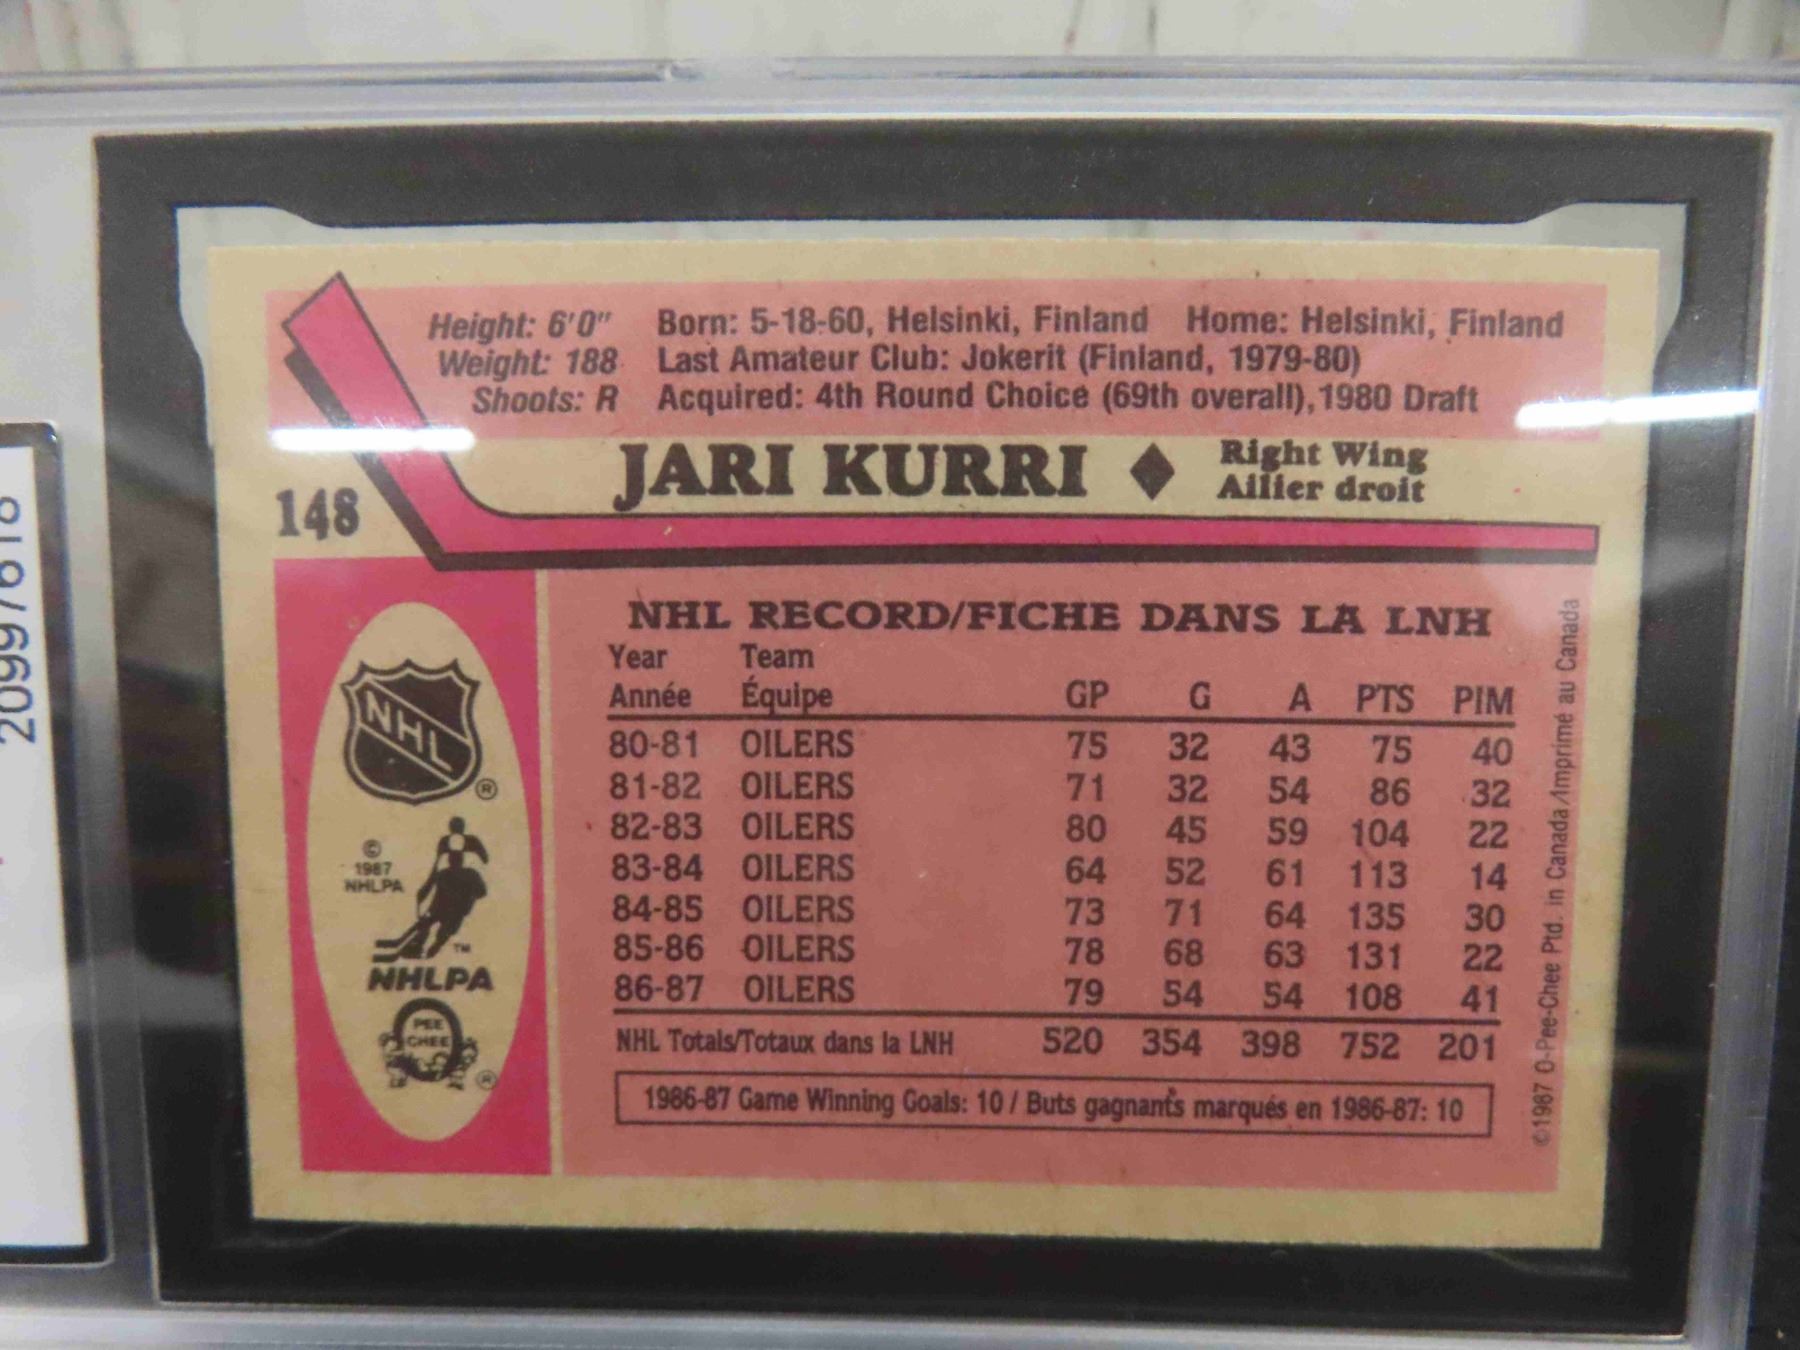 Height: 6'0" Born: 5-18-60, Helsinki, Finland Home: Helsinki, Finland
Weight: 188 Last Amateur Club: Jokerit (Finland, 1979-80)
Shoots: R Acquired: 4th Round Choice (69th overall), 1980 Draft
JARI KURRI ♦ Right Wing
Ailier droit
148
NHL RECORD/FICHE DANS LA LNH
Year Team
Année Équipe GP G A PTS PIM
80-81 OILERS 75 32 43 75 40
81-82 OILERS 71 32 54 86 32
82-83 OILERS 80 45 59 104 22
83-84 OILERS 64 52 61 113 14
84-85 OILERS 73 71 64 135 30
85-86 OILERS 78 68 63 131 22
86-87 OILERS 79 54 54 108 41
NHL Totals/Totaux dans la LNH 520 354 398 752 201
1986-87 Game Winning Goals: 10 / Buts gagnants marqués en 1986-87: 10
NHL
®
©
1987
NHLPA
TM
NHLPA
PEE
CHEE
®
©1987 O-Pee-Chee Ptd. in Canada/Imprimé au Canada